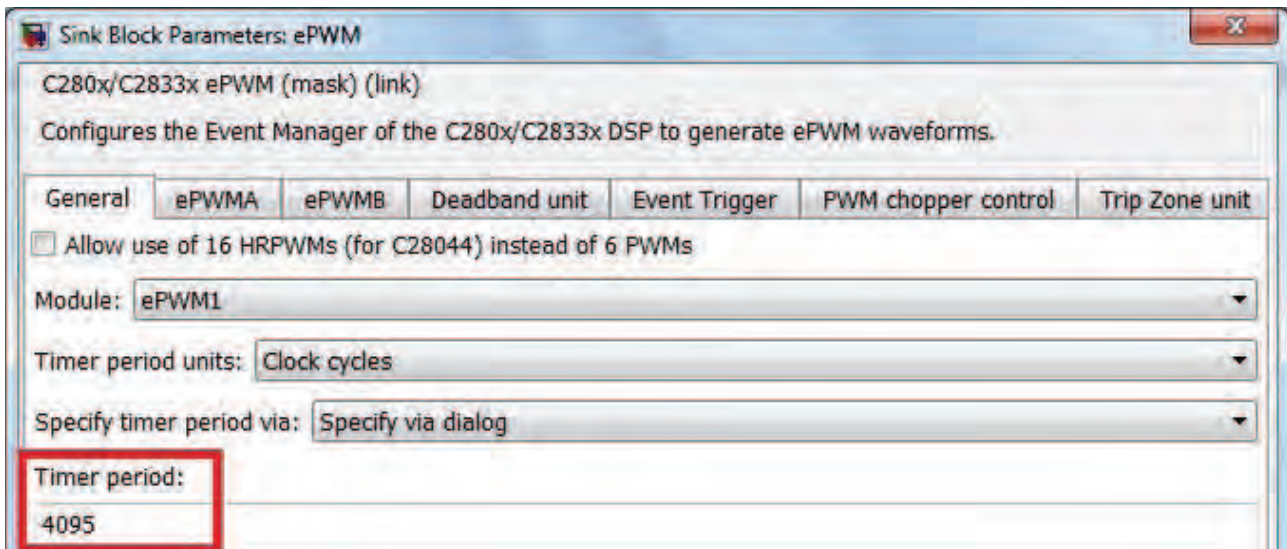 Sink Block Parameters: ePWM
C280x/C2833x ePWM (mask) (link)
Configures the Event Manager of the C280x/C2833x DSP to generate ePWM waveforms.
General ePWMA ePWMB Deadband unit Event Trigger PWM chopper control Trip Zone unit
Allow use of 16 HRPWMs (for C28044) instead of 6 PWMs
Module: ePWM1
Timer period units: Clock cycles
Specify timer period via: Specify via dialog
Timer period:
4095